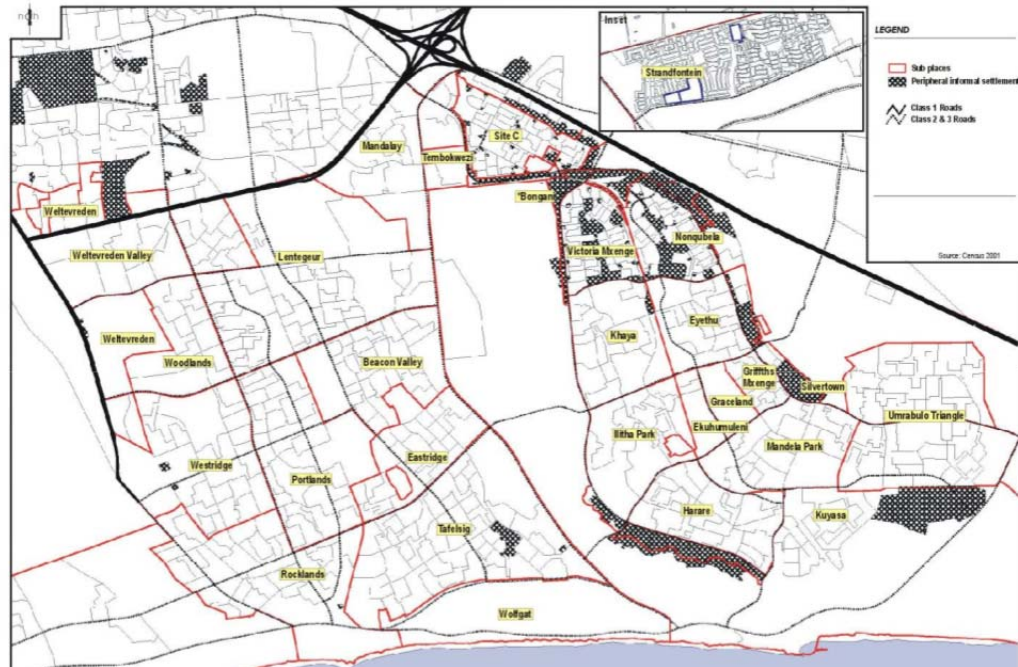 Inset
Strandfontein
LEGEND
Sub places
Peripheral informal settlement
Class 1 Roads
Class 2 & 3 Roads
Source: Census 2001
Site C
Mandalay
Tembokwezi
"Bongani
Weltevreden
Nonqubela
Victoria Mxenge
Weltevreden Valley
Lentegeur
Eyethu
Khaya
Weltevreden
Woodlands
Beacon Valley
Griffths
Mxenge
Silvertown
Graceland
Umrabulo Triangle
Ekuhumuleni
Ilitha Park
Mandela Park
Eastridge
Westridge
Portlands
Harare
Kuyasa
Tafelsig
Rocklands
Wolfgat